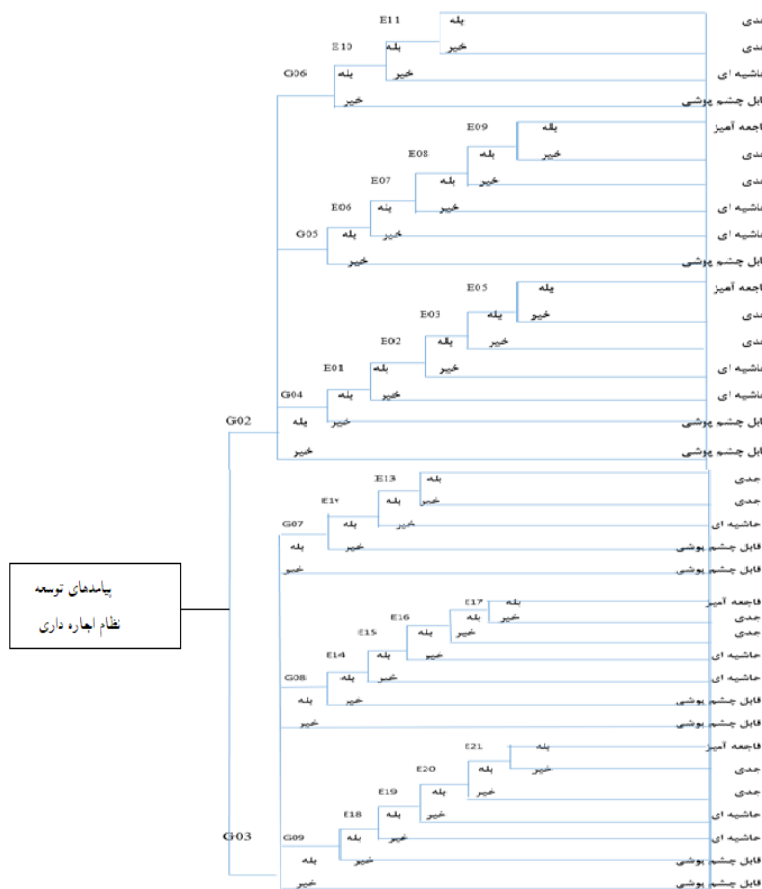 E11 بله جدی
E10 بله خیر جدی
G06 بله خیر حاشیه ای
خیر قابل چشم پوشی
E09 بله فاجعه آمیز
E08 بله خیر جدی
E07 بله خیر جدی
E06 بله خیر حاشیه ای
G05 بله خیر حاشیه ای
خیر قابل چشم پوشی
E05 بله فاجعه آمیز
E03 بله خیر جدی
E02 بله خیر جدی
E01 بله خیر حاشیه ای
G04 بله خیر حاشیه ای
G02 بله خیر قابل چشم پوشی
خیر قابل چشم پوشی
E13 بله جدی
E12 بله خیر جدی
G07 بله خیر حاشیه ای
بله خیر قابل چشم پوشی
خیر قابل چشم پوشی
پیامدهای توسعه
نظام اجاره داری
E17 بله فاجعه آمیز
E16 بله خیر جدی
E15 بله خیر جدی
E14 بله خیر حاشیه ای
G08 بله خیر حاشیه ای
بله خیر قابل چشم پوشی
خیر قابل چشم پوشی
E21 بله فاجعه آمیز
E20 بله خیر جدی
E19 بله خیر جدی
E18 بله خیر حاشیه ای
G03 G09 بله خیر حاشیه ای
بله خیر قابل چشم پوشی
خیر قابل چشم پوشی